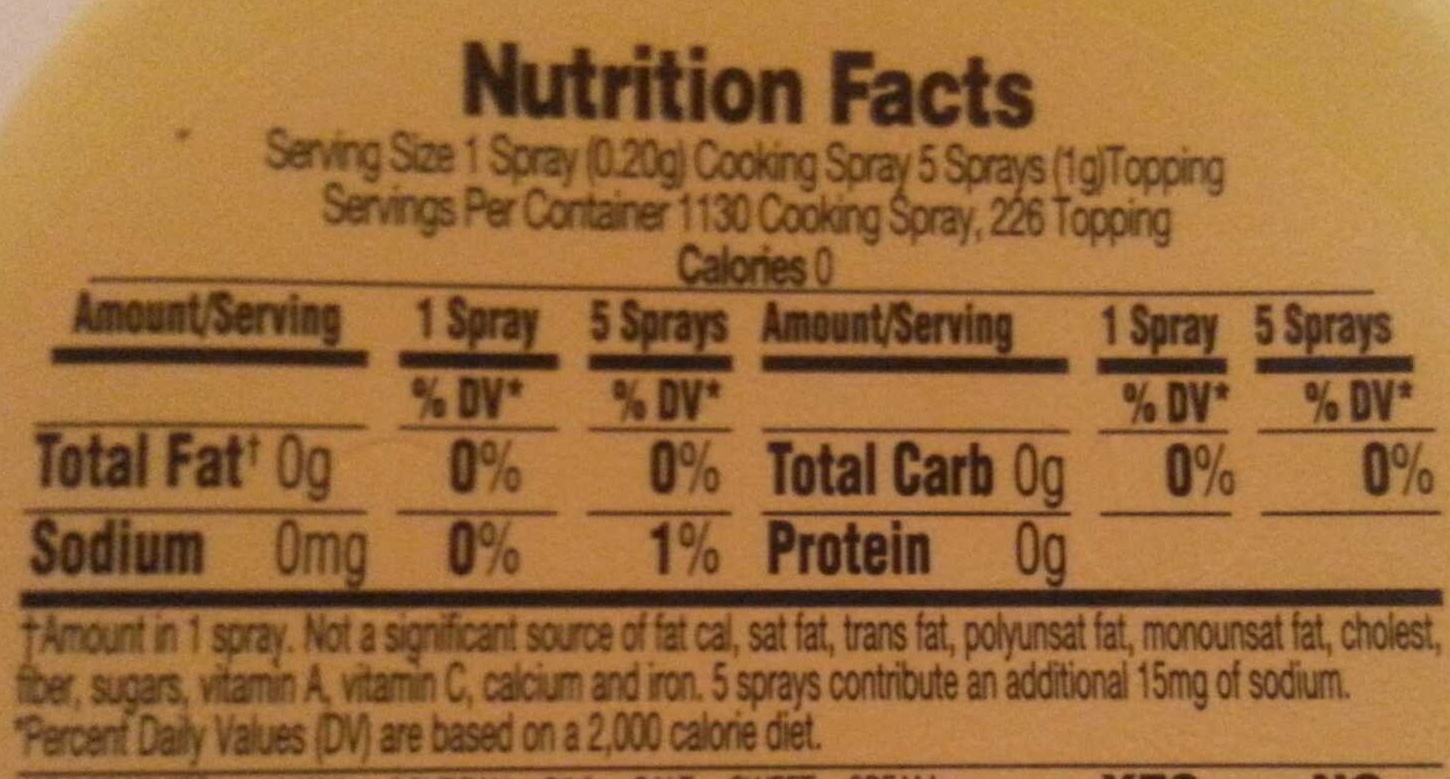 Nutrition Facts
Serving Size 1 Spray (0.20g) Cooking Spray 5 Sprays (1g)Topping
Servings Per Container 1130 Cooking Spray, 226 Topping
Calories 0
Amount/Serving 1 Spray 5 Sprays Amount/Serving 1 Spray 5 Sprays
% DV* % DV* % DV* % DV*
Total Fat† 0g 0% 0% Total Carb 0g 0% 0%
Sodium 0mg 0% 1% Protein 0g
†Amount in 1 spray. Not a significant source of fat cal, sat fat, trans fat, polyunsat fat, monounsat fat, cholest,
fiber, sugars, vitamin A, vitamin C, calcium and iron. 5 sprays contribute an additional 15mg of sodium.
*Percent Daily Values (DV) are based on a 2,000 calorie diet.